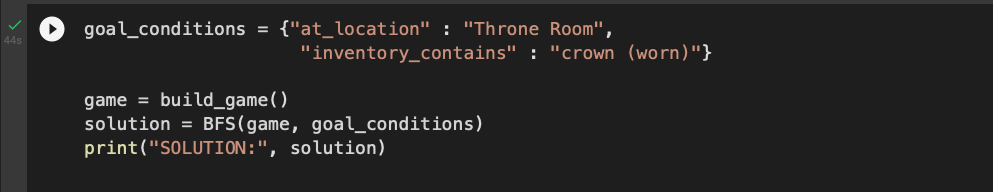 44s
goal_conditions = {"at_location" : "Throne Room",
                   "inventory_contains" : "crown (worn)"}
game = build_game()
solution = BFS(game, goal_conditions)
print("SOLUTION:", solution)